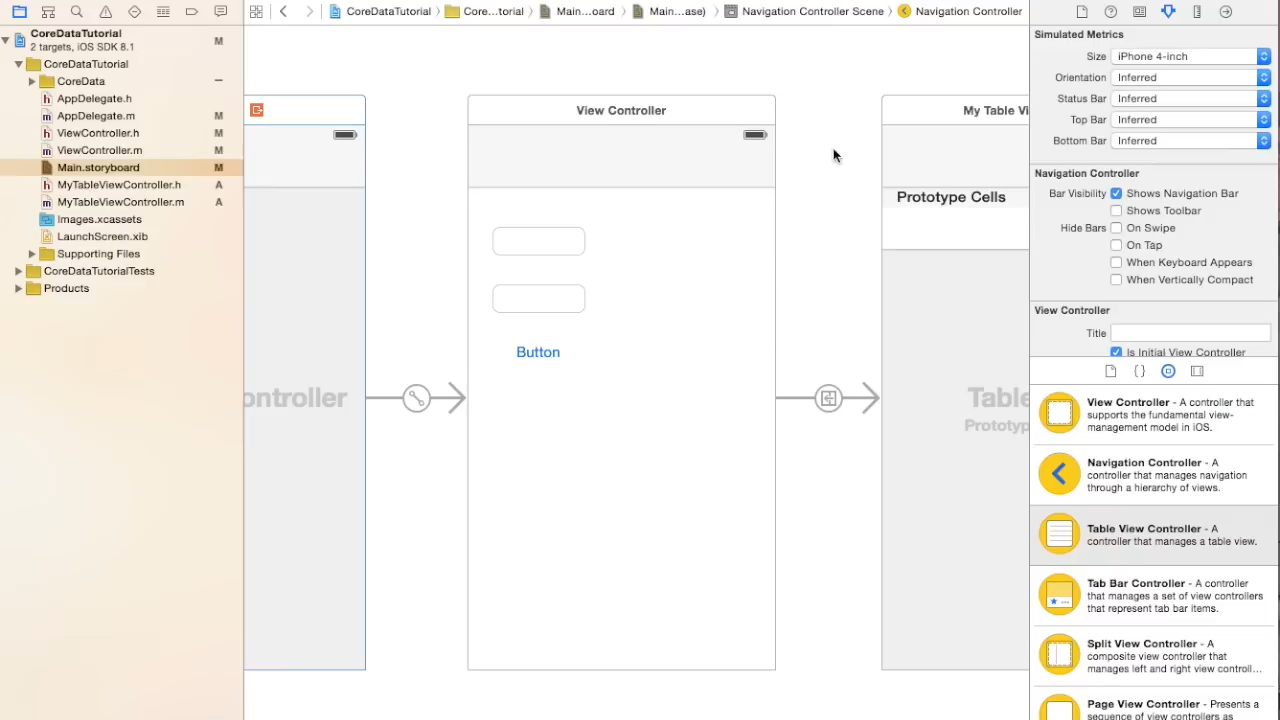 CoreDataTutorial
2 targets, iOS SDK 8.1
M
CoreDataTutorial
CoreData
AppDelegate.h
AppDelegate.m
M
ViewController.h
M
ViewController.m
M
Main.storyboard
M
MyTableViewController.h
A
MyTableViewController.m
A
Images.xcassets
LaunchScreen.xib
Supporting Files
CoreDataTutorialTests
Products
CoreDataTutorial
Core...torial
Main....oard
Main....ase)
Navigation Controller Scene
Navigation Controller
ontroller
View Controller
Button
My Table Vi
Prototype Cells
Table
Prototyp
Simulated Metrics
Size
iPhone 4-inch
Orientation
Inferred
Status Bar
Inferred
Top Bar
Inferred
Bottom Bar
Inferred
Navigation Controller
Bar Visibility
Shows Navigation Bar
Shows Toolbar
Hide Bars
On Swipe
On Tap
When Keyboard Appears
When Vertically Compact
View Controller
Title
Is Initial View Controller
View Controller - A controller that
supports the fundamental view-
management model in iOS.
Navigation Controller - A
controller that manages navigation
through a hierarchy of views.
Table View Controller - A
controller that manages a table view.
Tab Bar Controller - A controller
that manages a set of view controllers
that represent tab bar items.
Split View Controller - A
composite view controller that
manages left and right view controll...
Page View Controller - Presents a
sequence of view controllers as